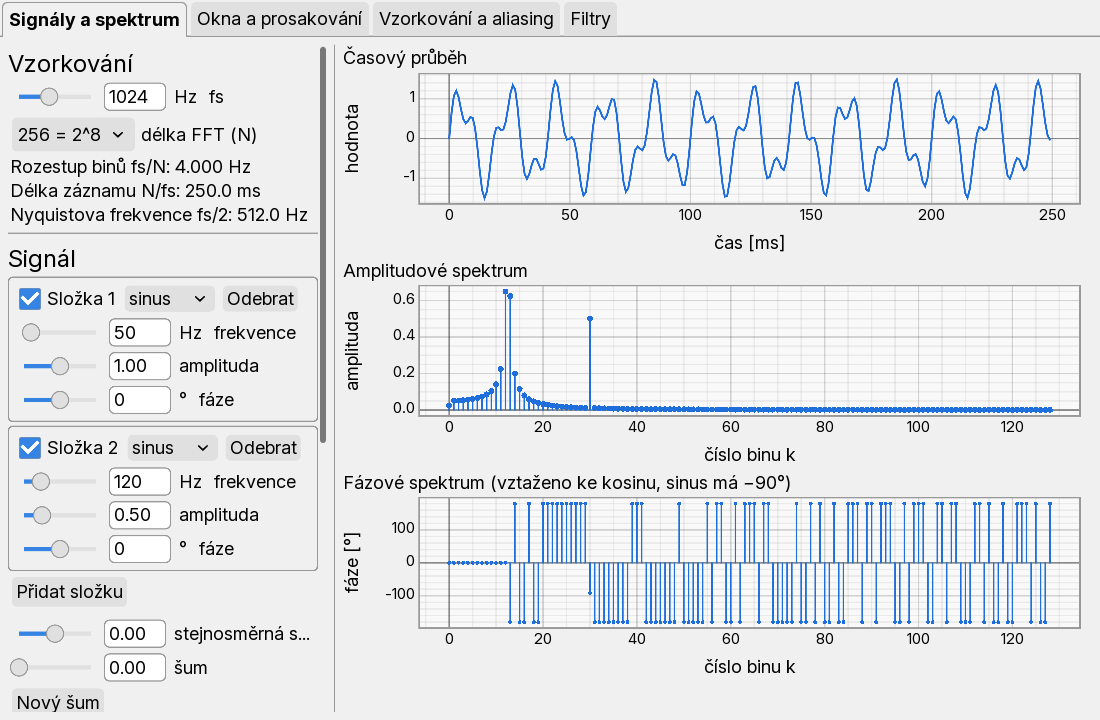 Signály a spektrum   Okna a prosakování   Vzorkování a aliasing   Filtry
Vzorkování
1024 Hz fs
256 = 2^8 délka FFT (N)
Rozestup binů fs/N: 4.000 Hz
Délka záznamu N/fs: 250.0 ms
Nyquistova frekvence fs/2: 512.0 Hz
Signál
Složka 1 sinus Odebrat
50 Hz frekvence
1.00 amplituda
0 ° fáze
Složka 2 sinus Odebrat
120 Hz frekvence
0.50 amplituda
0 ° fáze
Přidat složku
0.00 stejnosměrná s...
0.00 šum
Nový šum
Časový průběh
hodnota
1
0
-1
0 50 100 150 200 250
čas [ms]
Amplitudové spektrum
amplituda
0.6
0.4
0.2
0.0
0 20 40 60 80 100 120
číslo binu k
Fázové spektrum (vztaženo ke kosinu, sinus má −90°)
fáze [°]
100
0
-100
0 20 40 60 80 100 120
číslo binu k